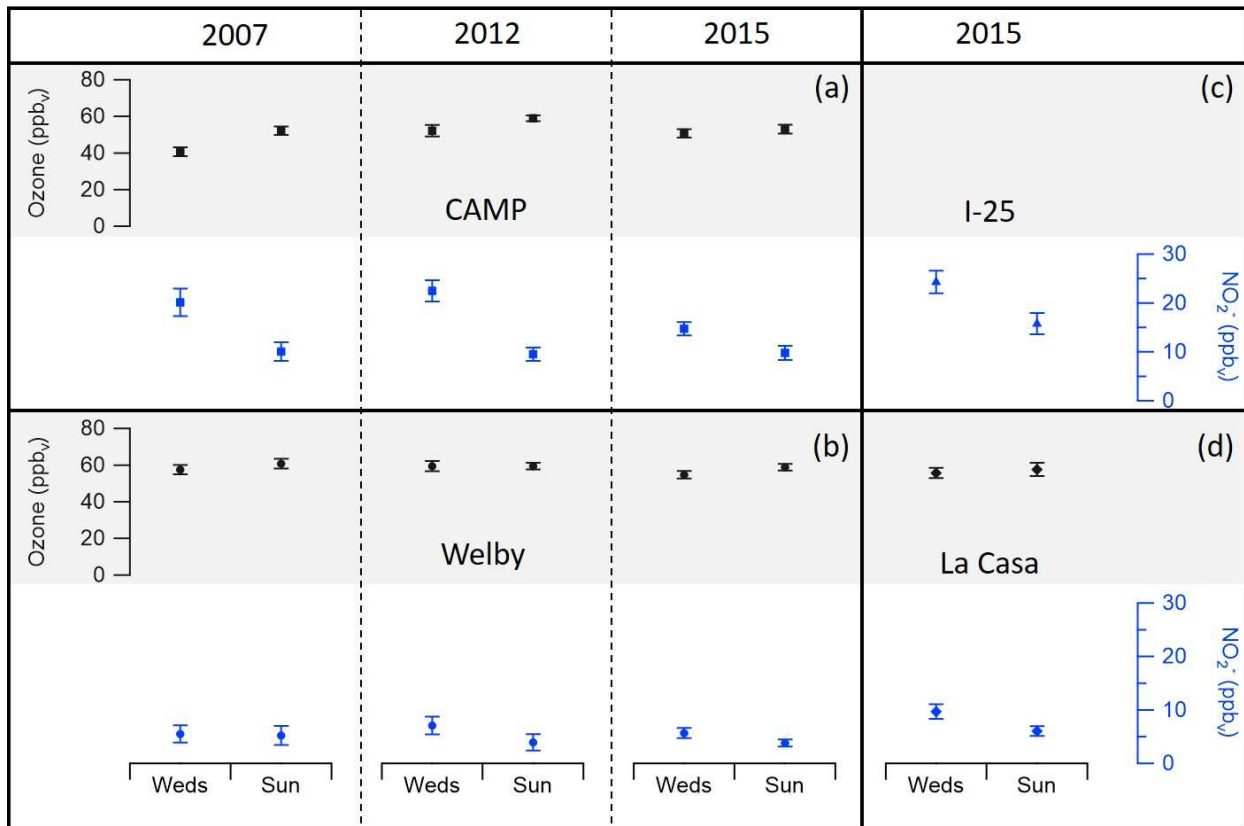 2007 2012 2015 2015
(a) (c)
Ozone (ppbv)
80
60
40
20
0
CAMP I-25
30
20
10
0
NO2* (ppbv)
(b) (d)
Ozone (ppbv)
80
60
40
20
0
Welby La Casa
30
20
10
0
NO2* (ppbv)
Weds Sun Weds Sun Weds Sun Weds Sun